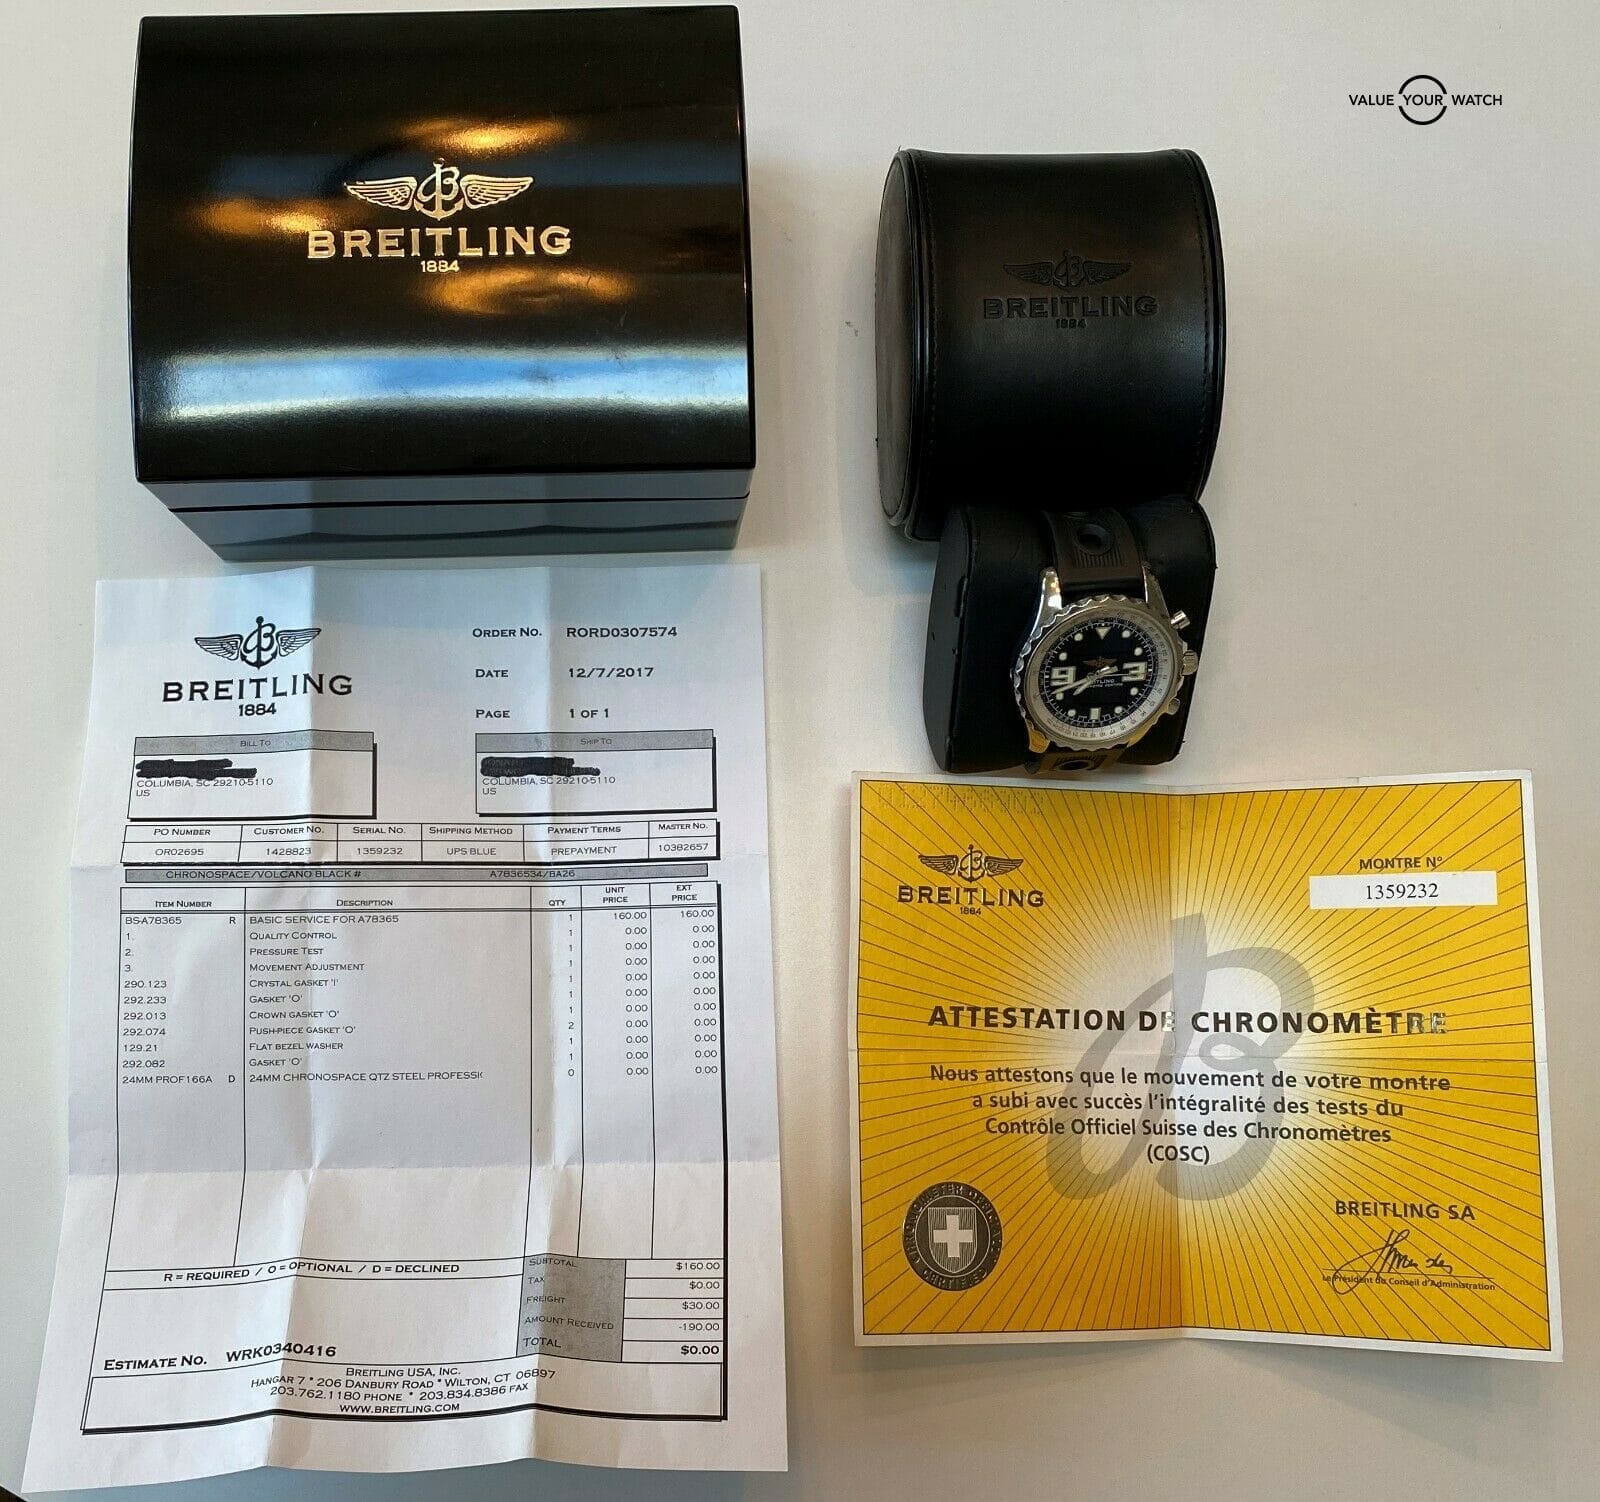 VALUE YOUR WATCH
BREITLING
1884
BREITLING
1884
BREITLING
1884
ORDER NO. RORD0307574
DATE 12/7/2017
PAGE 1 OF 1
BILL TO
COLUMBIA, SC 29210-5110
US
SHIP TO
COLUMBIA, SC 29210-5110
US
PO NUMBER CUSTOMER NO. SERIAL NO. SHIPPING METHOD PAYMENT TERMS MASTER NO.
OR02695 1428823 1359232 UPS BLUE PREPAYMENT 10382657
CHRONOSPACE/VOLCANO BLACK # A7836534/BA26
ITEM NUMBER DESCRIPTION QTY UNIT PRICE EXT PRICE
BS-A78365 R BASIC SERVICE FOR A78365 1 160.00 160.00
1. QUALITY CONTROL 1 0.00 0.00
2. PRESSURE TEST 1 0.00 0.00
3. MOVEMENT ADJUSTMENT 1 0.00 0.00
290.123 CRYSTAL GASKET 'I' 1 0.00 0.00
292.233 GASKET 'O' 1 0.00 0.00
292.013 CROWN GASKET 'O' 1 0.00 0.00
292.074 PUSH-PIECE GASKET 'O' 2 0.00 0.00
129.21 FLAT BEZEL WASHER 1 0.00 0.00
292.082 GASKET 'O' 1 0.00 0.00
24MM PROF166A D 24MM CHRONOSPACE QTZ STEEL PROFESSI 0 0.00 0.00
R = REQUIRED / O = OPTIONAL / D = DECLINED
SUBTOTAL $160.00
TAX $0.00
FREIGHT $30.00
AMOUNT RECEIVED -190.00
TOTAL $0.00
ESTIMATE NO. WRK0340416
BREITLING USA, INC.
HANGAR 7 * 206 DANBURY ROAD * WILTON, CT 06897
203.762.1180 PHONE * 203.834.8386 FAX
WWW.BREITLING.COM
9 3
BREITLING
1884
MONTRE N°
1359232
ATTESTATION DE CHRONOMÈTRE
Nous attestons que le mouvement de votre montre
a subi avec succès l'intégralité des tests du
Contrôle Officiel Suisse des Chronomètres
(COSC)
BREITLING SA
Le Président du Conseil d'Administration
CHRONOMETER OFFICIALLY CERTIFIED